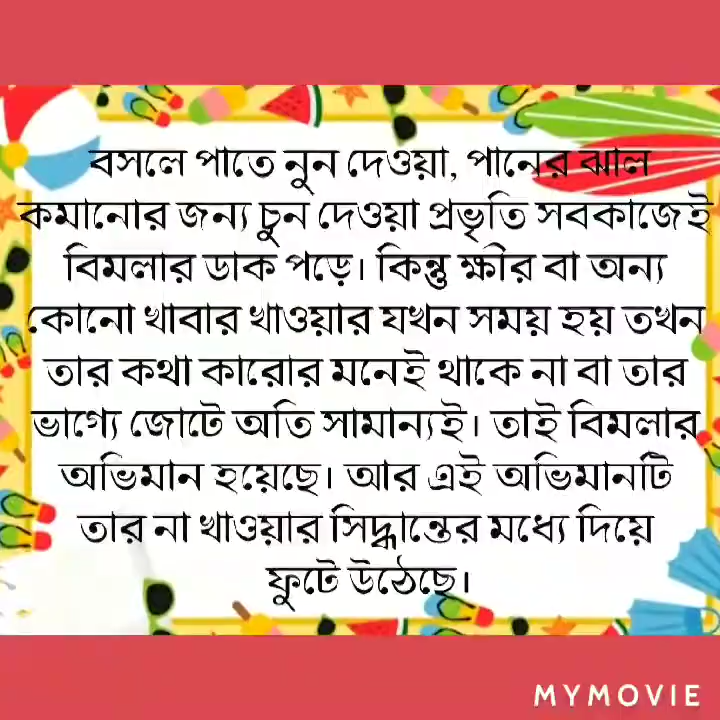 বসলে পাতে নুন দেওয়া, পানের ঝাল
কমানোর জন্য চুন দেওয়া প্রভৃতি সবকাজেই
বিমলার ডাক পড়ে। কিন্তু ক্ষীর বা অন্য
কোনো খাবার খাওয়ার যখন সময় হয় তখন
তার কথা কারোর মনেই থাকে না বা তার
ভাগ্যে জোটে অতি সামান্যই। তাই বিমলার
অভিমান হয়েছে। আর এই অভিমানটি
তার না খাওয়ার সিদ্ধান্তের মধ্যে দিয়ে
ফুটে উঠেছে।
MYMOVIE